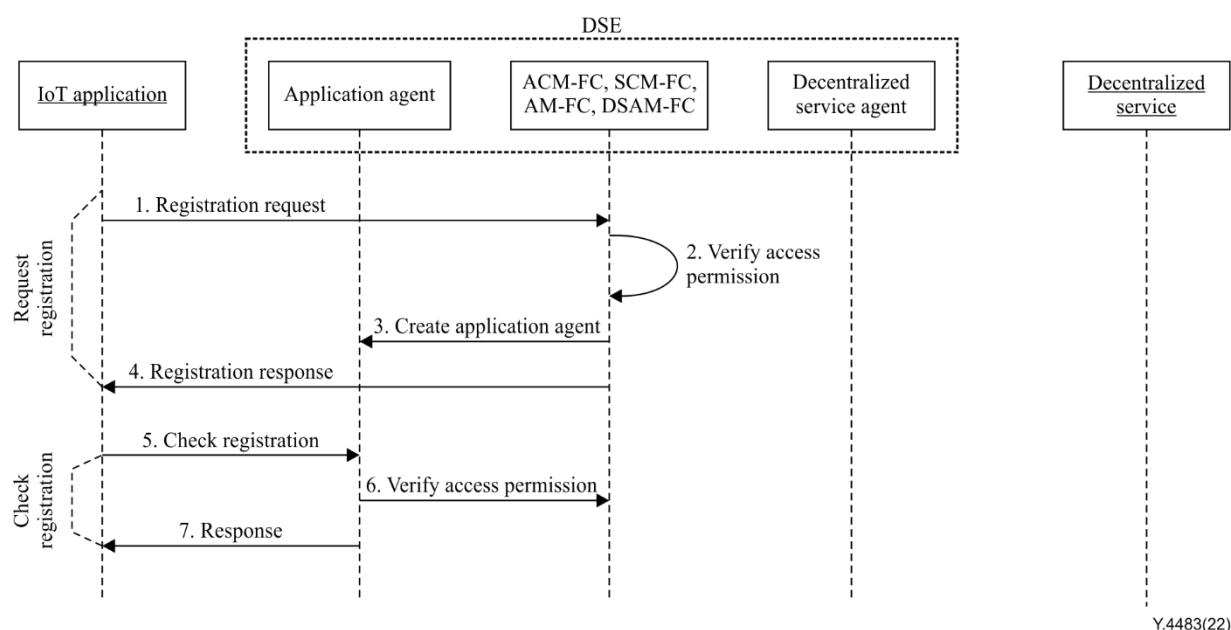 DSE
IoT application
Application agent
ACM-FC, SCM-FC,
AM-FC, DSAM-FC
Decentralized
service agent
Decentralized
service
Request
registration
1. Registration request
2. Verify access
permission
3. Create application agent
4. Registration response
Check
registration
5. Check registration
6. Verify access permission
7. Response
Y.4483(22)